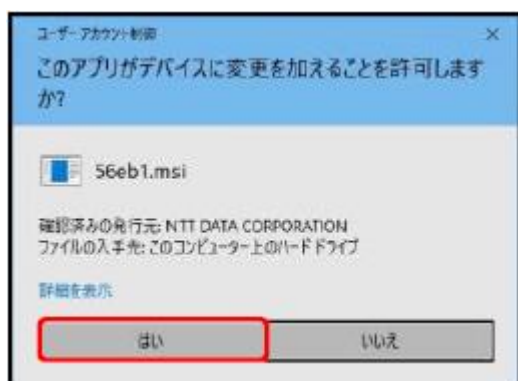 ユーザー アカウント制御
このアプリがデバイスに変更を加えることを許可します
か?
56eb1.msi
確認済みの発行元: NTT DATA CORPORATION
ファイルの入手先: このコンピューター上のハード ドライブ
詳細を表示
はい
いいえ